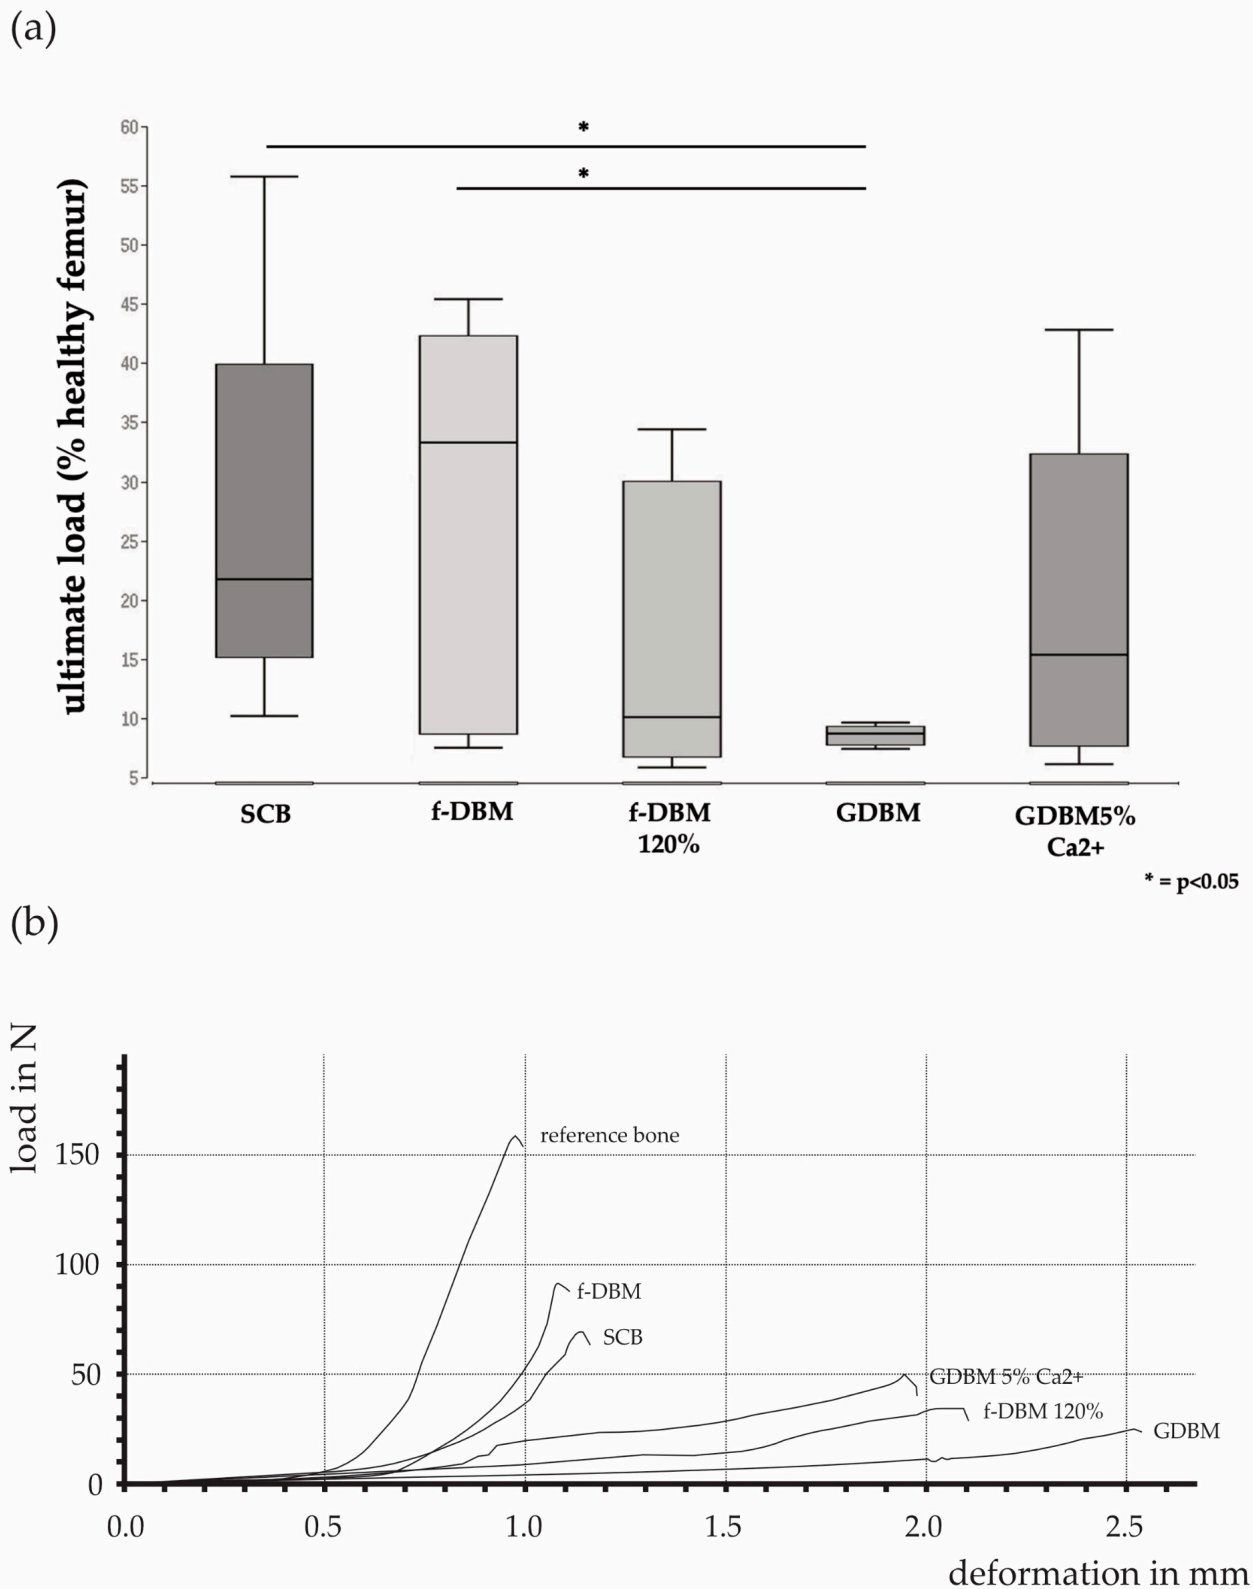 (a)
ultimate load (% healthy femur)
60
55
50
45
40
35
30
25
20
15
10
5
*
*
SCB
f-DBM
f-DBM
120%
GDBM
GDBM5%
Ca2+
* = p<0.05
(b)
load in N
150
100
50
0
reference bone
f-DBM
SCB
GDBM 5% Ca2+
f-DBM 120%
GDBM
0.0 0.5 1.0 1.5 2.0 2.5
deformation in mm